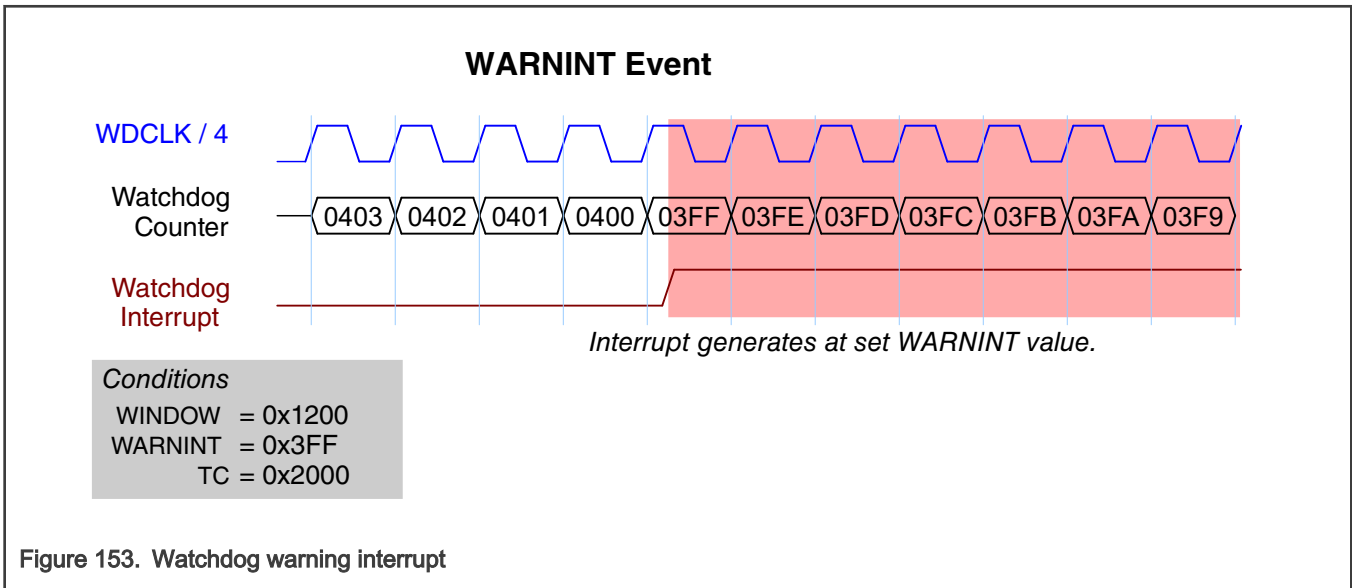 WARNINT Event
WDCLK / 4
Watchdog
Counter
0403 0402 0401 0400 03FF 03FE 03FD 03FC 03FB 03FA 03F9
Watchdog
Interrupt
Interrupt generates at set WARNINT value.
Conditions
WINDOW = 0x1200
WARNINT = 0x3FF
TC = 0x2000
Figure 153. Watchdog warning interrupt